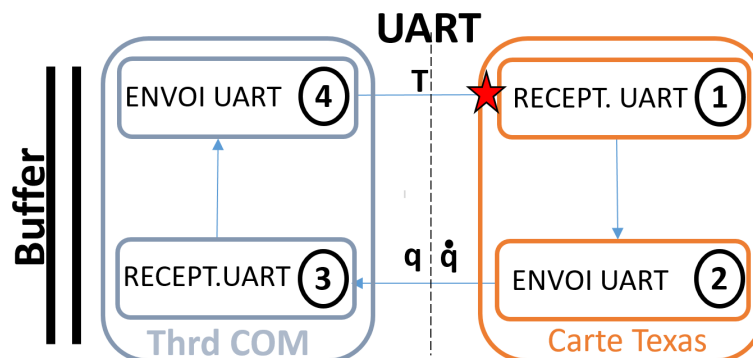 UART
ENVOI UART 4
T
RECEPT. UART 1
Buffer
RECEPT.UART 3
q q̇
ENVOI UART 2
Thrd COM
Carte Texas